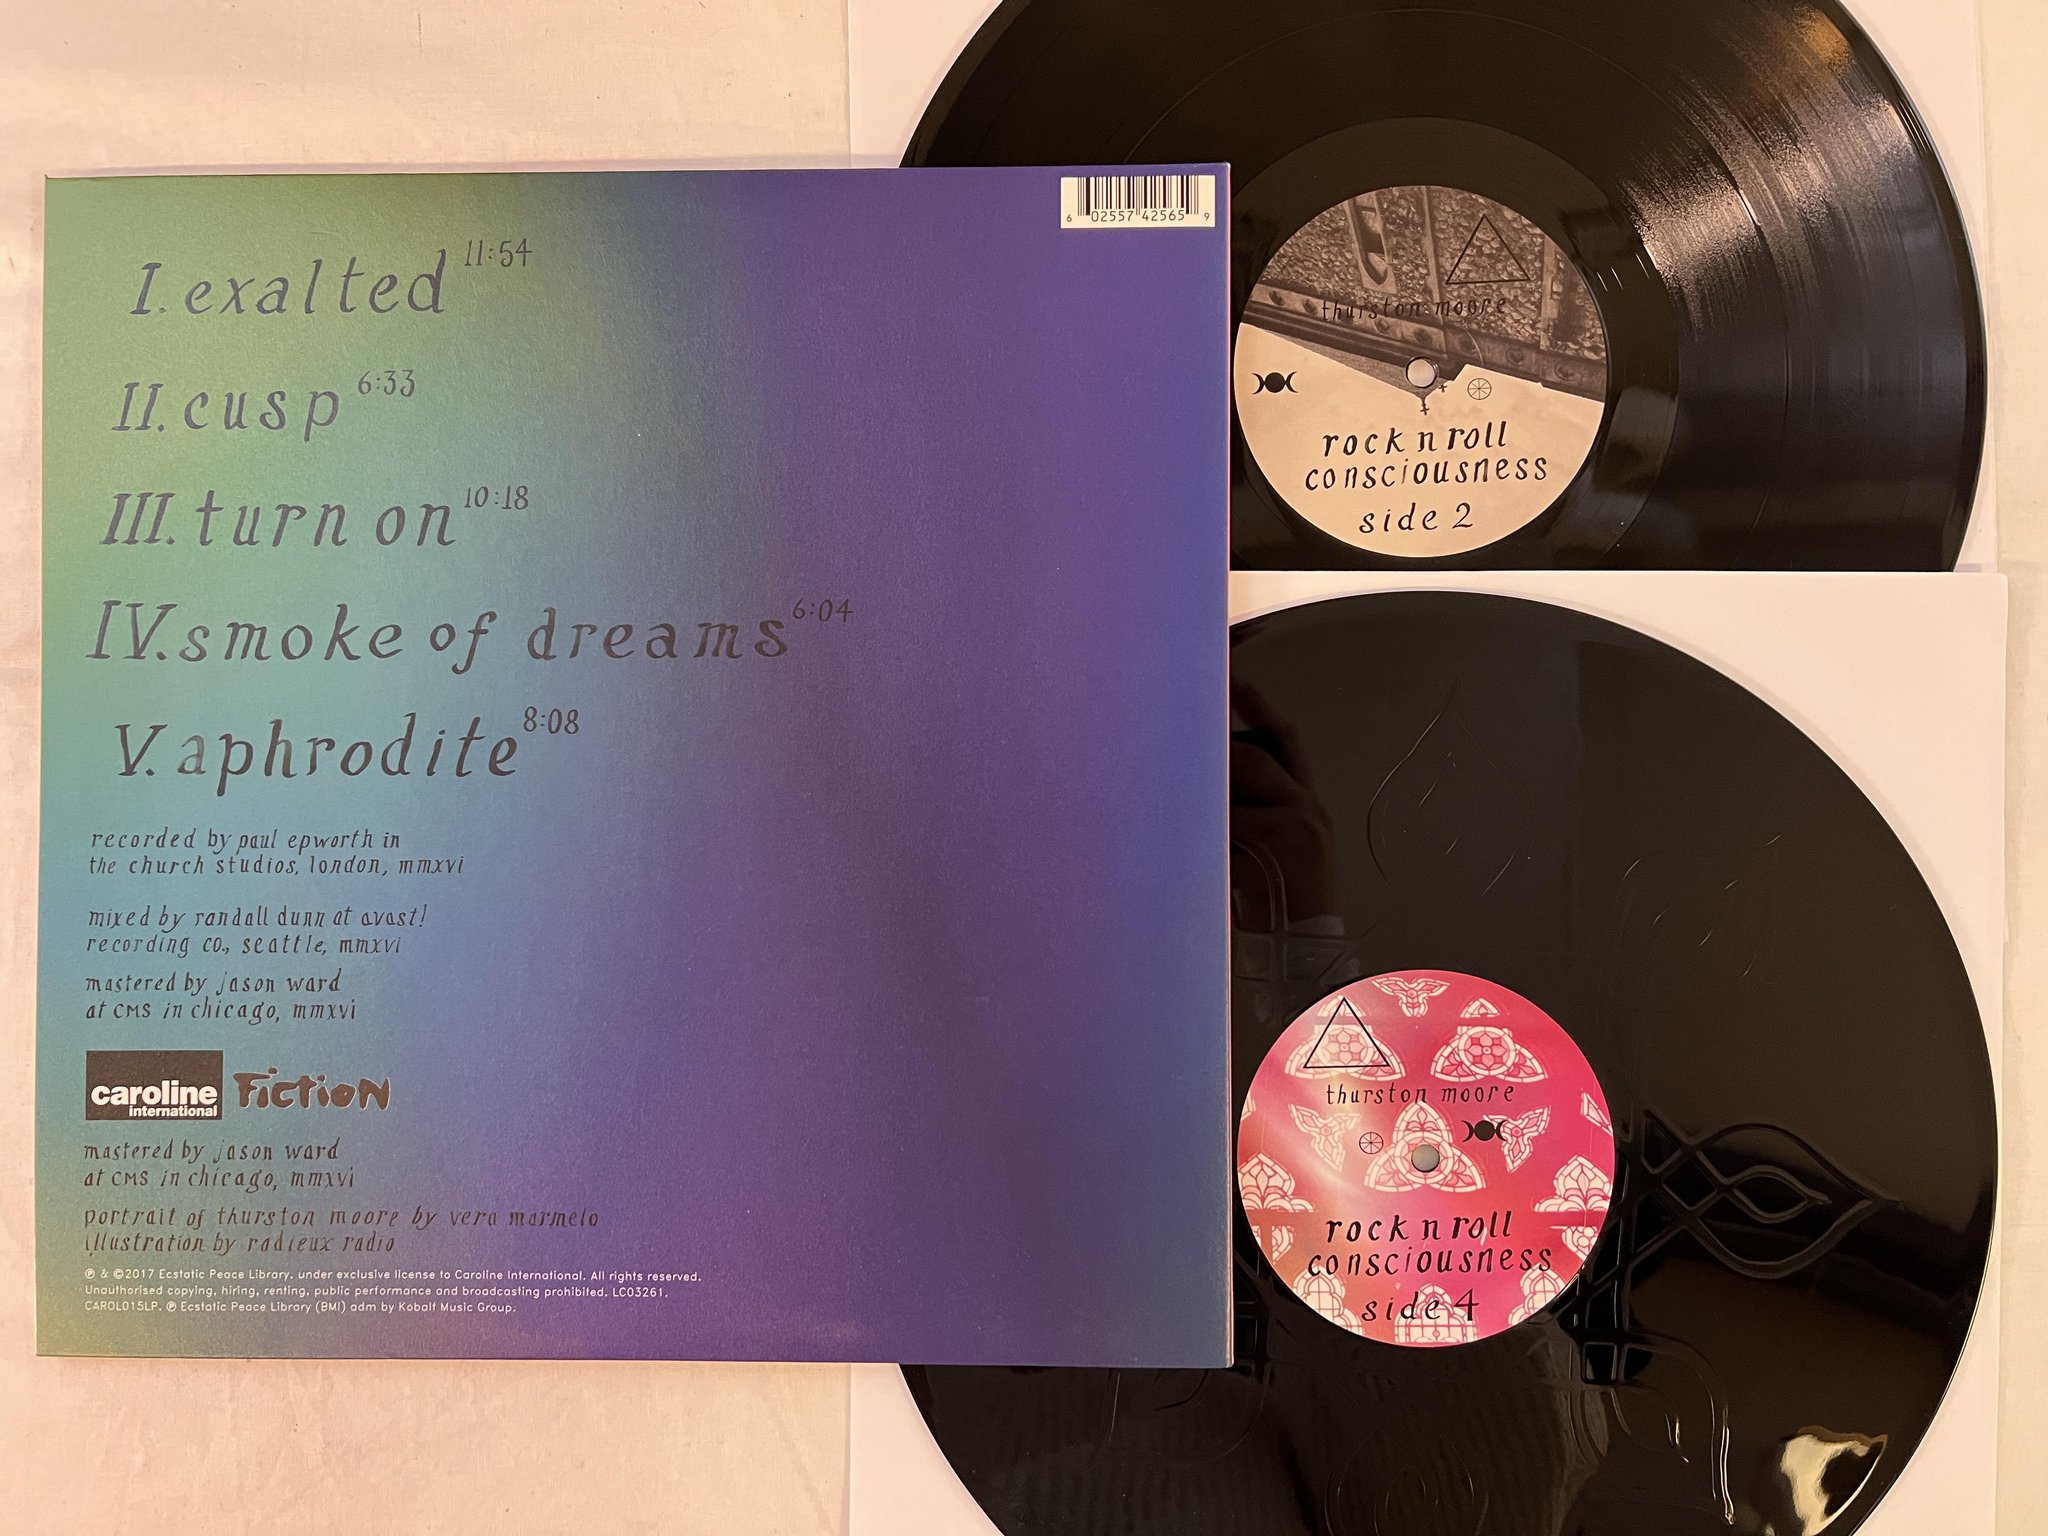 I. exalted 11:54
II. cusp 6:33
III. turn on 10:18
IV. smoke of dreams 6:04
V. aphrodite 8:08
recorded by paul epworth in
the church studios, london, mmxvi
mixed by randall dunn at avast!
recording co., seattle, mmxvi
mastered by jason ward
at CMS in chicago, mmxvi
caroline
international
FICTION
mastered by jason ward
at CMS in chicago, mmxvi
portrait of thurston moore by vera marmelo
illustration by radieux radio
℗ & ©2017 Ecstatic Peace Library, under exclusive license to Caroline International. All rights reserved.
Unauthorised copying, hiring, renting, public performance and broadcasting prohibited. LC03261.
CAROL015LP. ℗ Ecstatic Peace Library (BMI) adm by Kobalt Music Group.
6 02557 42565 9
thurston moore
rock n roll
consciousness
side 2
thurston moore
rock n roll
consciousness
side 4